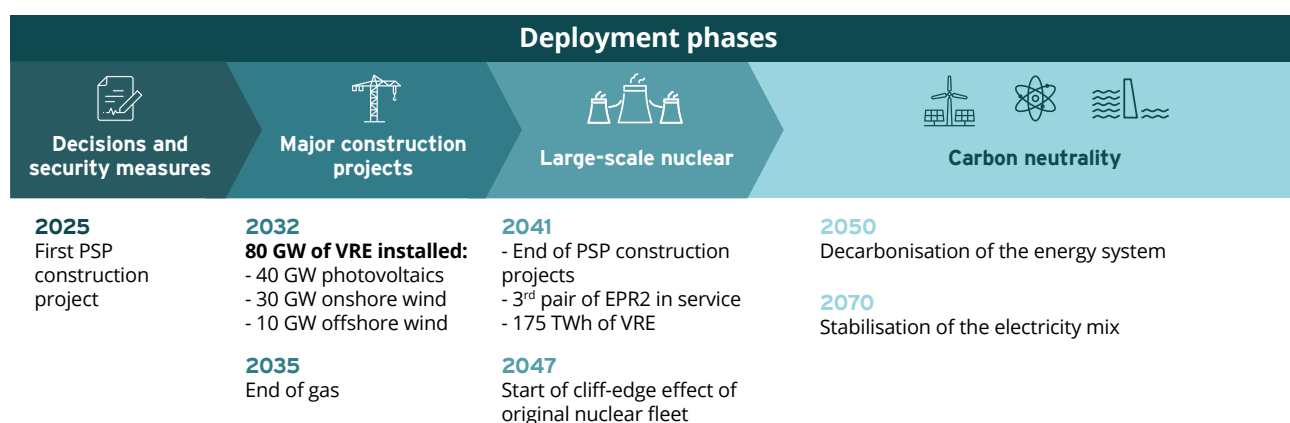 Deployment phases
Decisions and
security measures
Major construction
projects
Large-scale nuclear
Carbon neutrality
2025
First PSP
construction
project
2032
80 GW of VRE installed:
- 40 GW photovoltaics
- 30 GW onshore wind
- 10 GW offshore wind
2035
End of gas
2041
- End of PSP construction
projects
- 3rd pair of EPR2 in service
- 175 TWh of VRE
2047
Start of cliff-edge effect of
original nuclear fleet
2050
Decarbonisation of the energy system
2070
Stabilisation of the electricity mix